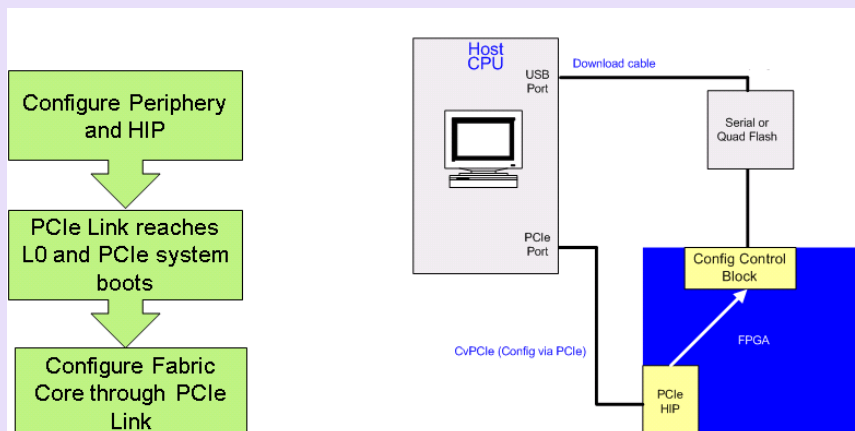 Configure Periphery
and HIP
PCIe Link reaches
L0 and PCIe system
boots
Configure Fabric
Core through PCIe
Link
Host
CPU
USB
Port
Download cable
Serial or
Quad Flash
PCIe
Port
Config Control
Block
FPGA
CvPCIe (Config via PCIe)
PCIe
HIP